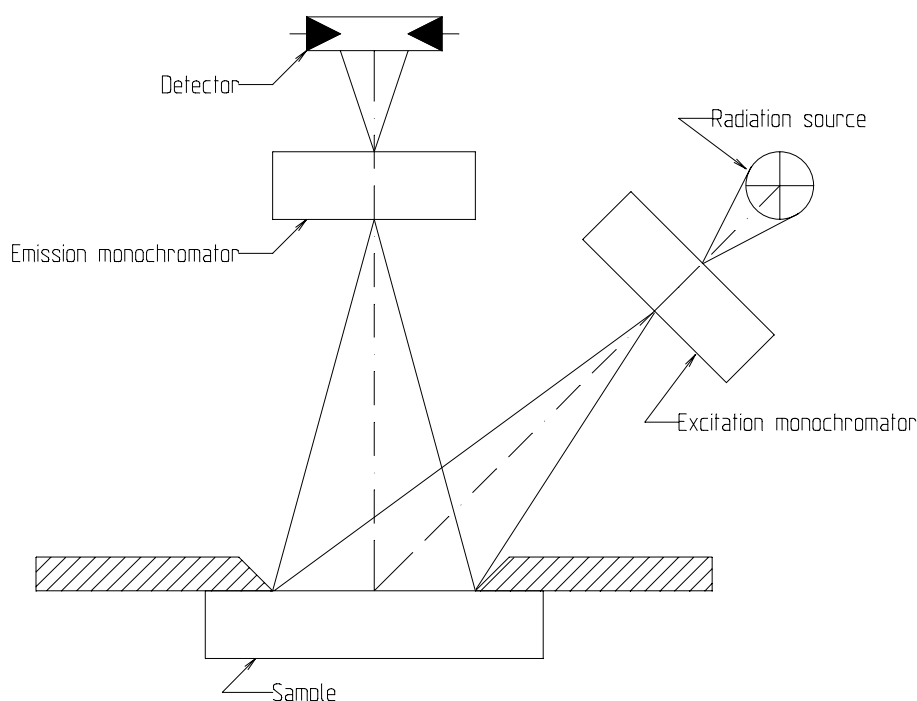 Detector
Radiation source
Emission monochromator
Excitation monochromator
Sample